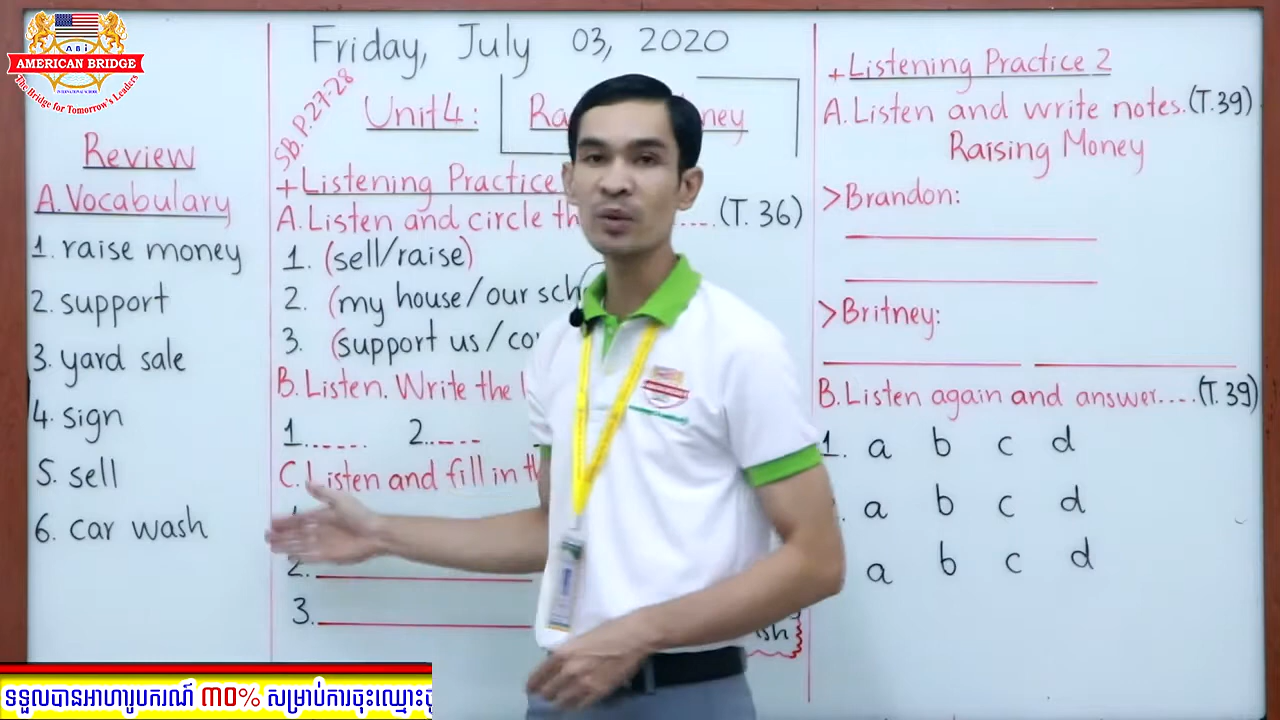 AMERICAN BRIDGE
INTERNATIONAL SCHOOL
The Bridge for Tomorrow's Leaders
Review
A. Vocabulary
1. raise money
2. support
3. yard sale
4. sign
5. sell
6. car wash
Friday, July 03, 2020
SB.P.27-28
Unit 4:
+Listening Practice
A. Listen and circle th ....(T. 36)
1. (sell/raise)
2. (my house/our sch
3. (support us/co
B. Listen. Write the
1...... 2.....
C. Listen and fill in th
2.
3.
+Listening Practice 2
A. Listen and write notes. (T.39)
Raising Money
>Brandon:
>Britney:
B. Listen again and answer.... (T.39)
1. a b c d
a b c d
a b c d
ទទួលបានអាហារូបករណ៍ ៣០% សម្រាប់ការចុះឈ្មោះ